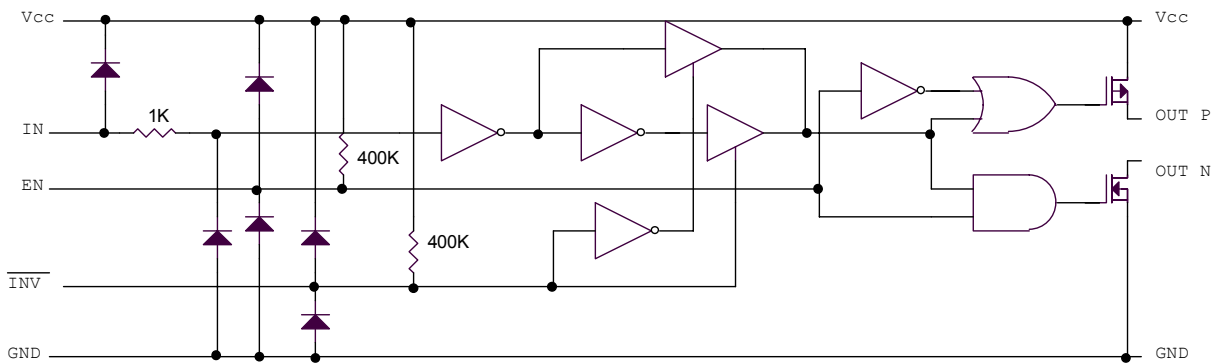 Vcc
Vcc
1K
IN
OUT P
400K
OUT N
EN
400K
INV
GND
GND